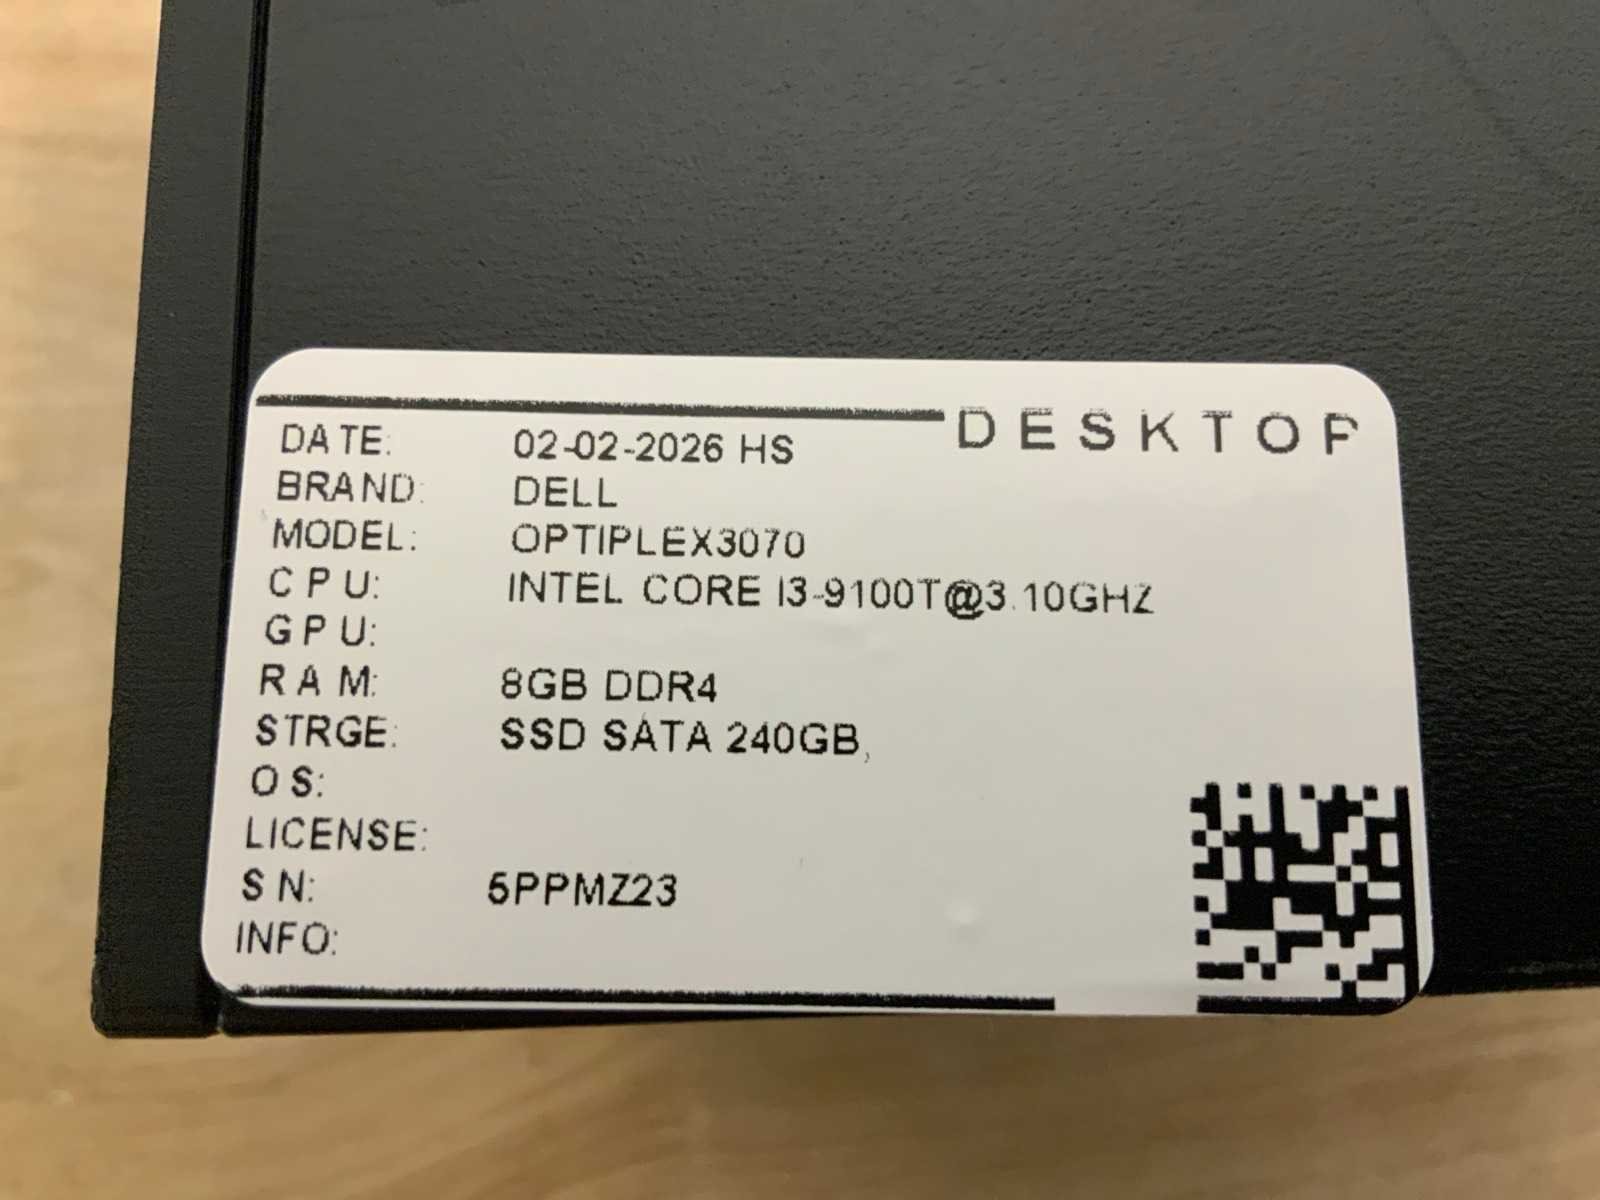 DESKTOP
DATE: 02-02-2026 HS
BRAND: DELL
MODEL: OPTIPLEX3070
CPU: INTEL CORE I3-9100T@3.10GHZ
GPU:
RAM: 8GB DDR4
STRGE: SSD SATA 240GB,
OS:
LICENSE:
SN: 5PPMZ23
INFO: